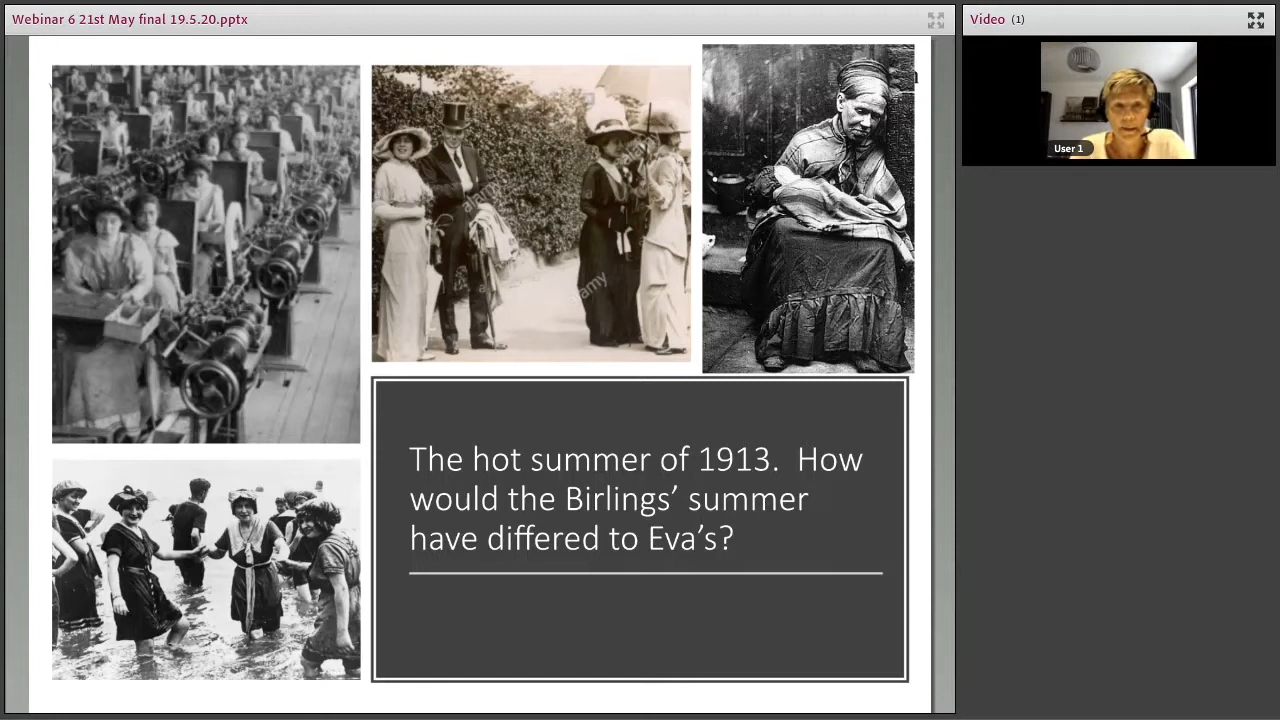 Webinar 6 21st May final 19.5.20.pptx
Video (1)
User 1
The hot summer of 1913. How
would the Birlings’ summer
have differed to Eva’s?